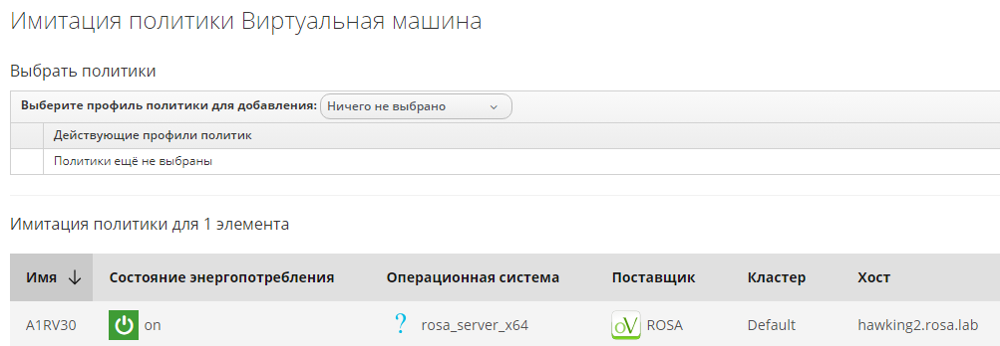 Имитация политики Виртуальная машина
Выбрать политики
Выберите профиль политики для добавления: Ничего не выбрано
Действующие профили политик
Политики ещё не выбраны
Имитация политики для 1 элемента
Имя Состояние энергопотребления Операционная система Поставщик Кластер Хост
A1RV30 on ? rosa_server_x64 oV ROSA Default hawking2.rosa.lab